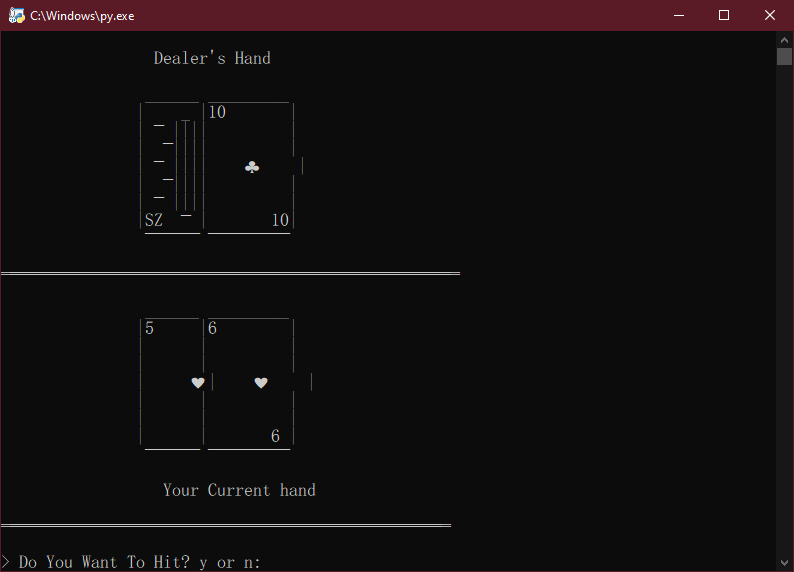 C:\Windows\py.exe
Dealer's Hand
10
♣
SZ 10
5 6
♥ ♥
6
Your Current hand
> Do You Want To Hit? y or n: